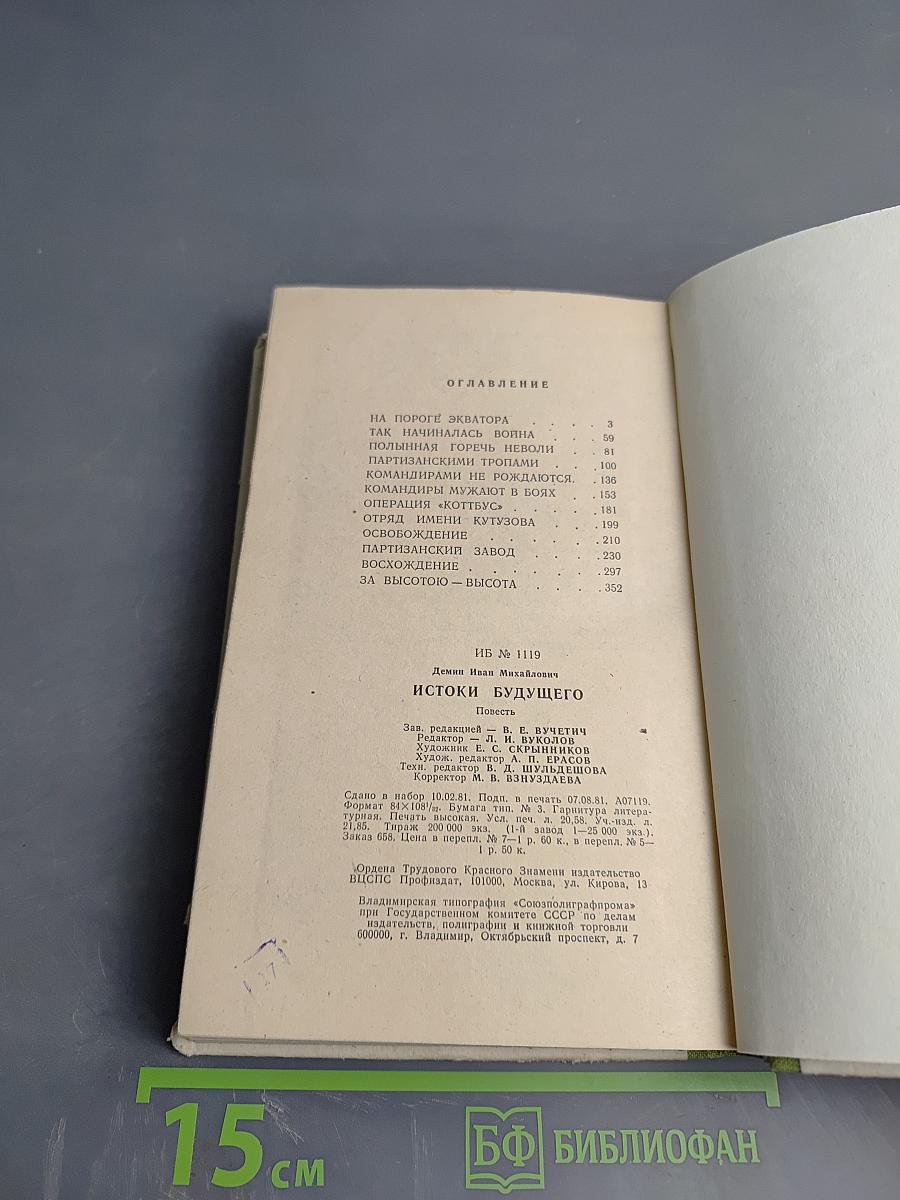 ОГЛАВЛЕНИЕ
НА ПОРОГЕ ЭКВАТОРА . . . . 3
ТАК НАЧИНАЛАСЬ ВОЙНА . . . 59
ПОЛЫННАЯ ГОРЕЧЬ НЕВОЛИ . . 81
ПАРТИЗАНСКИМИ ТРОПАМИ . . . 100
КОМАНДИРАМИ НЕ РОЖДАЮТСЯ. . 136
КОМАНДИРЫ МУЖАЮТ В БОЯХ . . 153
ОПЕРАЦИЯ «КОТТБУС» . . . . . 181
ОТРЯД ИМЕНИ КУТУЗОВА . . . 199
ОСВОБОЖДЕНИЕ . . . . . . 210
ПАРТИЗАНСКИЙ ЗАВОД . . . . 230
ВОСХОЖДЕНИЕ . . . . . . . 297
ЗА ВЫСОТОЮ — ВЫСОТА . . . . 352
ИБ № 1119
Демин Иван Михайлович
ИСТОКИ БУДУЩЕГО
Повесть
Зав. редакцией — В. Е. ВУЧЕТИЧ
Редактор — Л. И. ВУКОЛОВ
Художник Е. С. СКРЫННИКОВ
Худож. редактор А. П. ЕРАСОВ
Техн. редактор В. Д. ШУЛЬДЕШОВА
Корректор М. В. ВЗНУЗДАЕВА
Сдано в набор 10.02.81. Подп. в печать 07.08.81. А07119.
Формат 84×108¹/₃₂. Бумага тип. № 3. Гарнитура литера-
турная. Печать высокая. Усл. печ. л. 20,58. Уч.-изд. л.
21,85. Тираж 200 000 экз. (1-й завод 1—25 000 экз.).
Заказ 658. Цена в перепл. № 7—1 р. 60 к., в перепл. № 5—
1 р. 50 к.
Ордена Трудового Красного Знамени издательство
ВЦСПС Профиздат, 101000, Москва, ул. Кирова, 13
Владимирская типография «Союзполиграфпрома»
при Государственном комитете СССР по делам
издательств, полиграфии и книжной торговли
600000, г. Владимир, Октябрьский проспект, д. 7
15 см
БФ БИБЛИОФАН